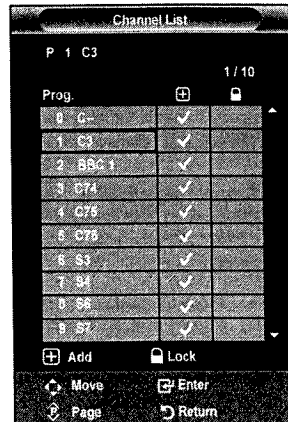 Channel List
P 1 C3
1 / 10
Prog.
0 C--
1 C3
2 BBC 1
3 C74
4 C75
5 C76
6 S3
7 S4
8 S6
9 S7
Add Lock
Move Enter
Page Return